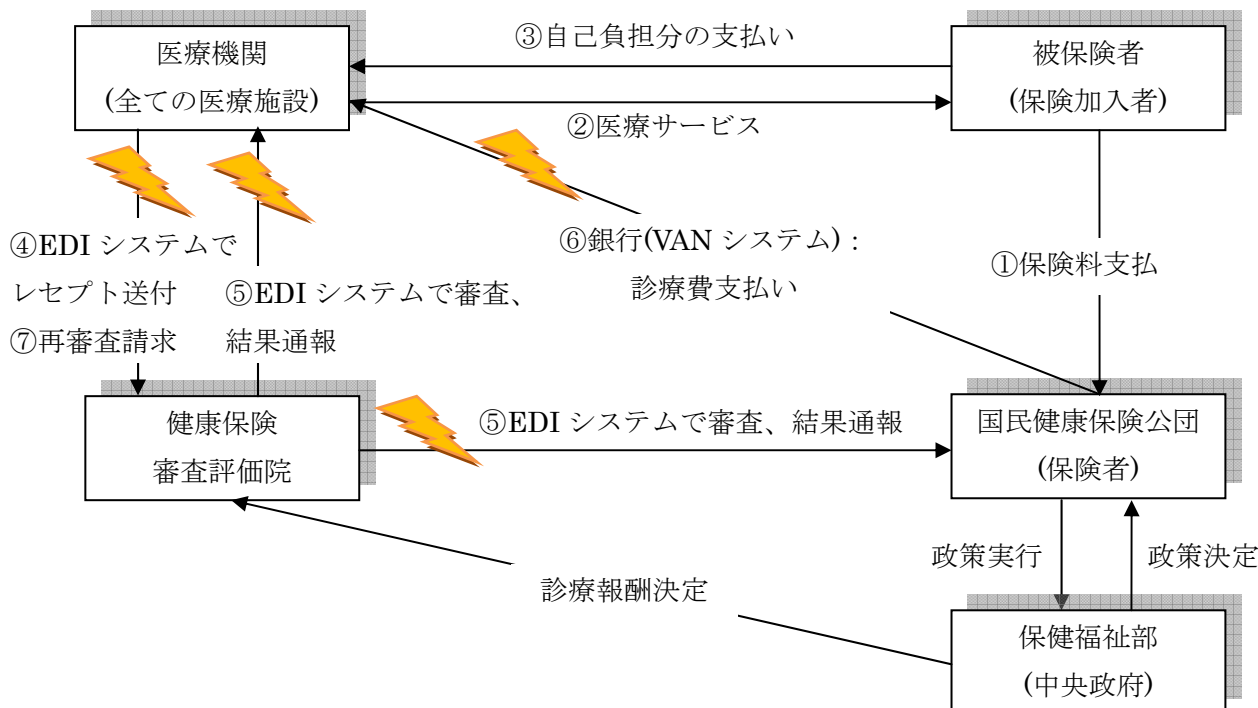 ③自己負担分の支払い
医療機関
(全ての医療施設)
被保険者
(保険加入者)
②医療サービス
④EDI システムで
レセプト送付
⑦再審査請求
⑤EDI システムで審査、
結果通報
⑥銀行(VAN システム)：
診療費支払い
①保険料支払
健康保険
審査評価院
⑤EDI システムで審査、結果通報
国民健康保険公団
(保険者)
政策実行
政策決定
診療報酬決定
保健福祉部
(中央政府)